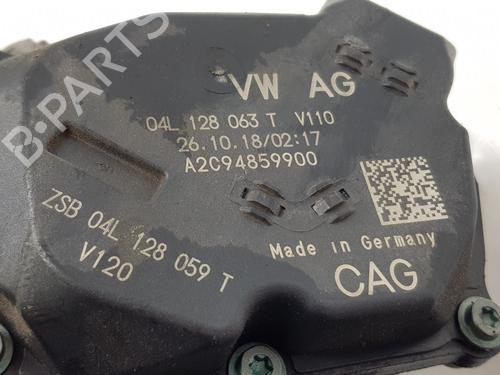 VW AG
04L 128 063 T V110
26.10.18/02:17
A2C94859900
ZSB 04L 128 059 T
V120
Made in Germany
CAG
B-PARTS